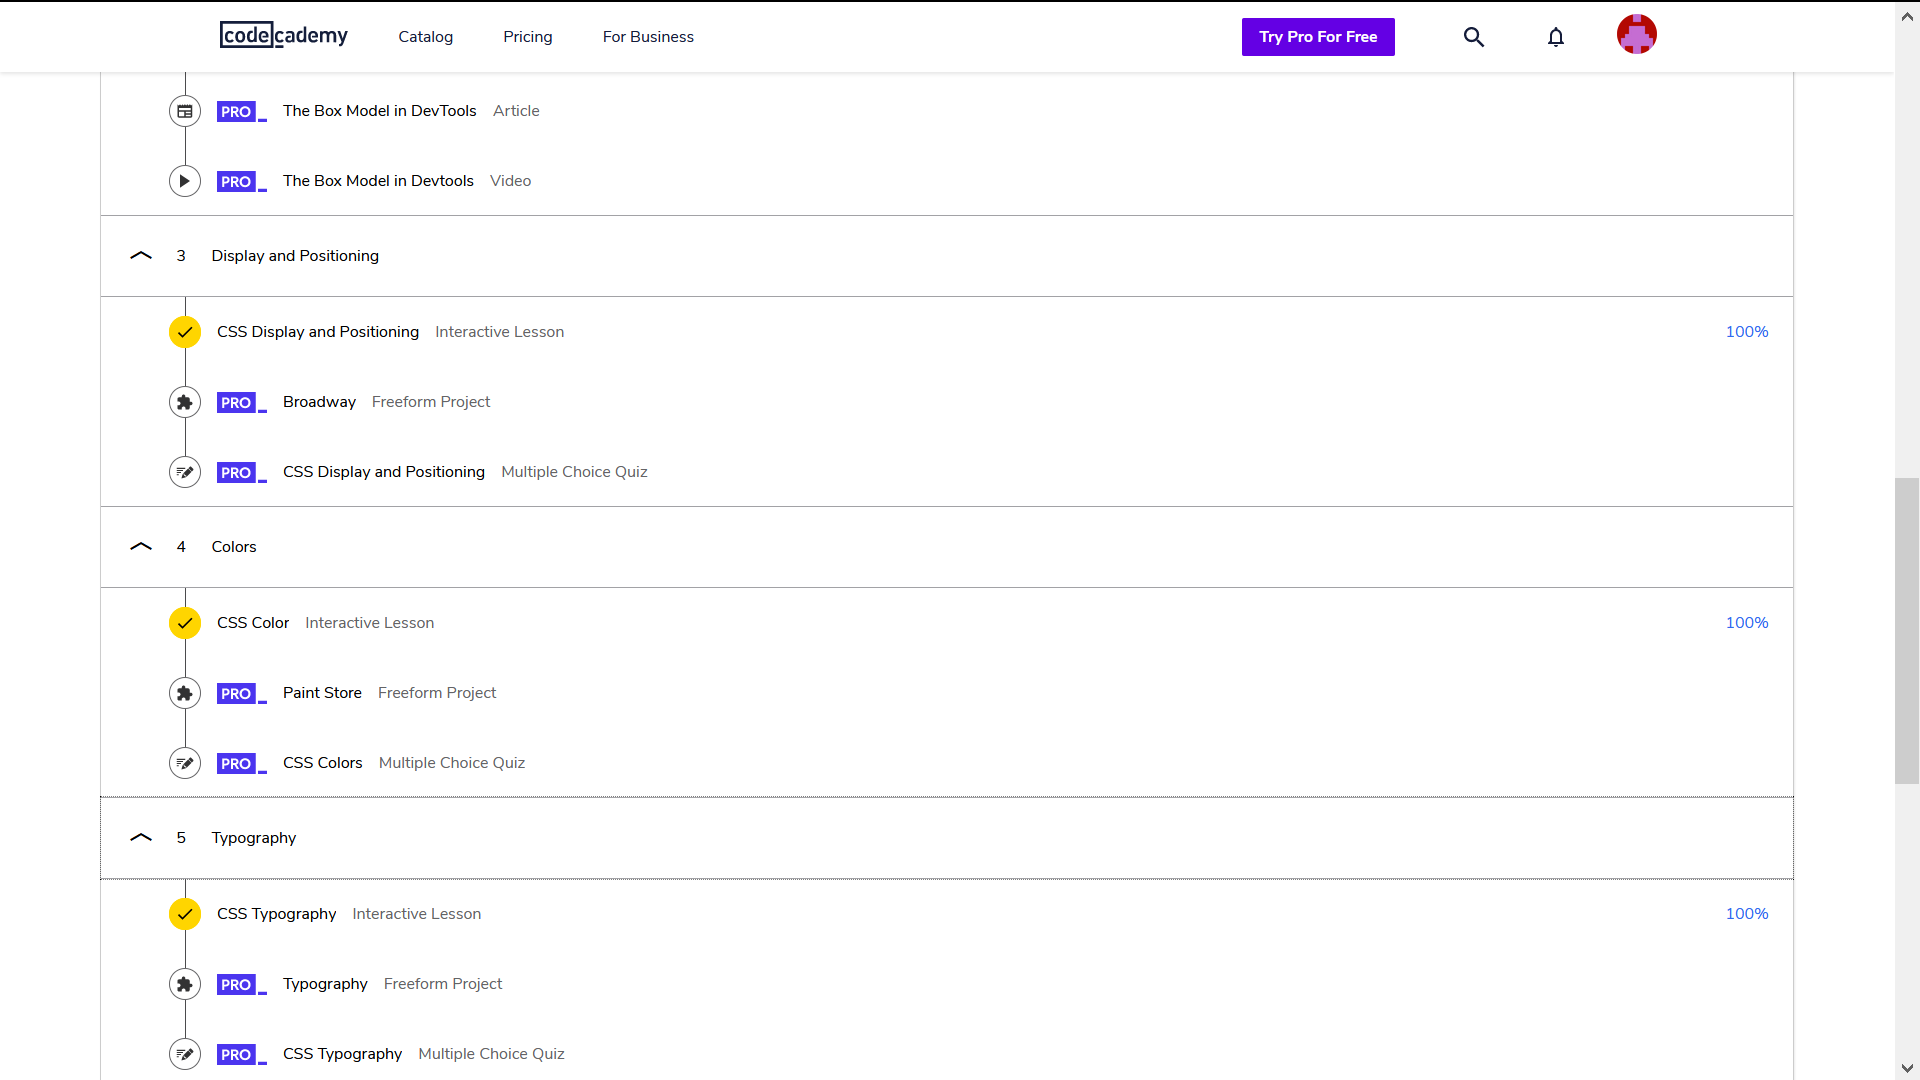 codecademy Catalog Pricing For Business Try Pro For Free
PRO The Box Model in DevTools Article
PRO The Box Model in Devtools Video
3 Display and Positioning
CSS Display and Positioning Interactive Lesson 100%
PRO Broadway Freeform Project
PRO CSS Display and Positioning Multiple Choice Quiz
4 Colors
CSS Color Interactive Lesson 100%
PRO Paint Store Freeform Project
PRO CSS Colors Multiple Choice Quiz
5 Typography
CSS Typography Interactive Lesson 100%
PRO Typography Freeform Project
PRO CSS Typography Multiple Choice Quiz